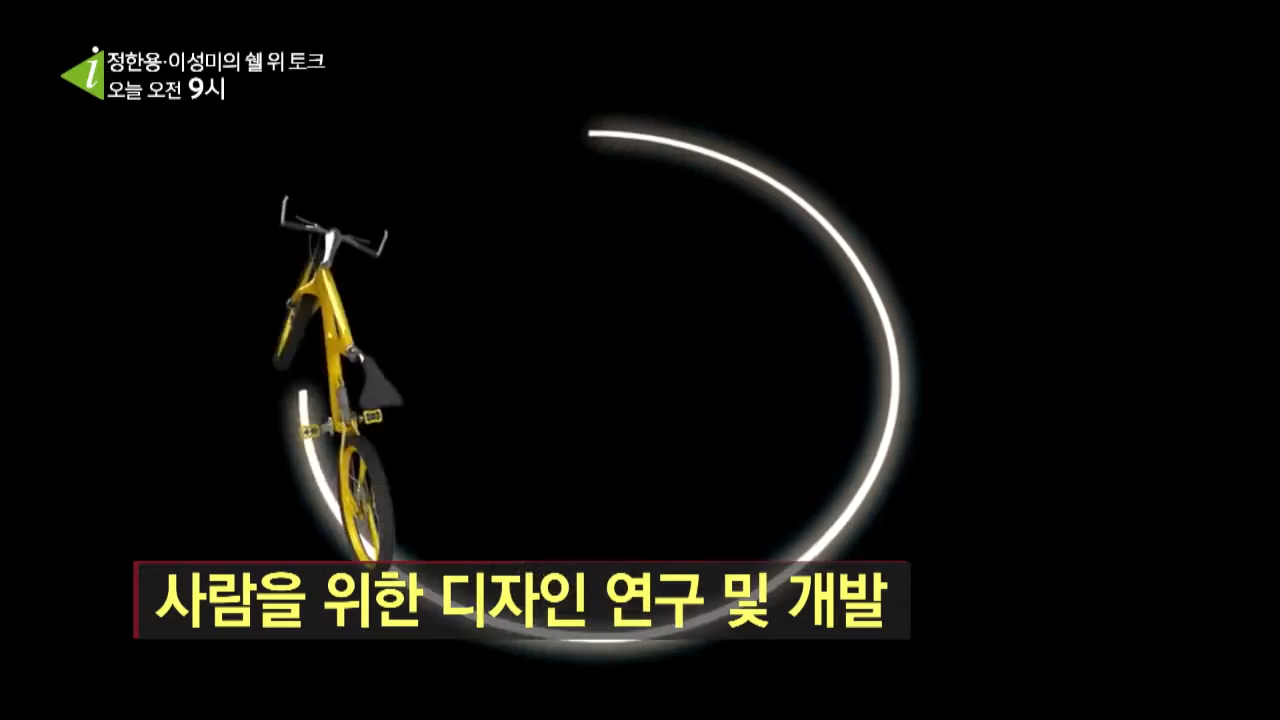 i
정한용·이성미의 쉘 위 토크
오늘 오전 9시
사람을 위한 디자인 연구 및 개발